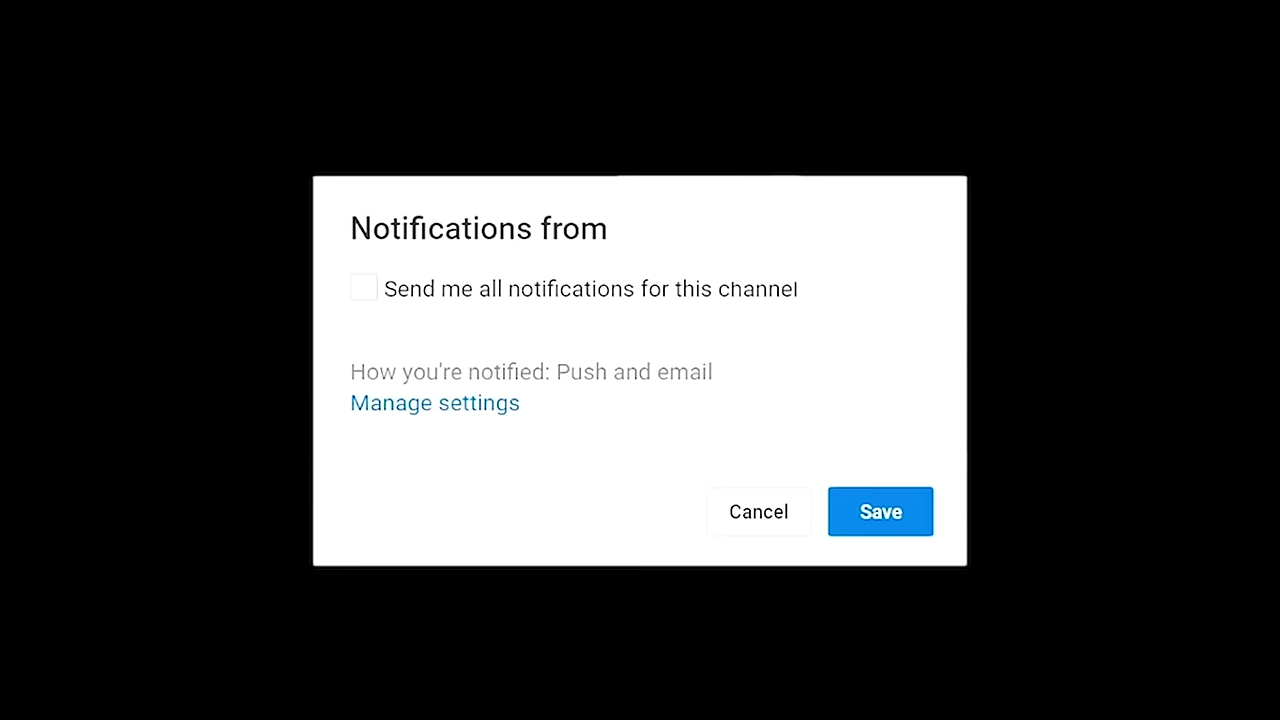 Notifications from
Send me all notifications for this channel
How you're notified: Push and email
Manage settings
Cancel Save